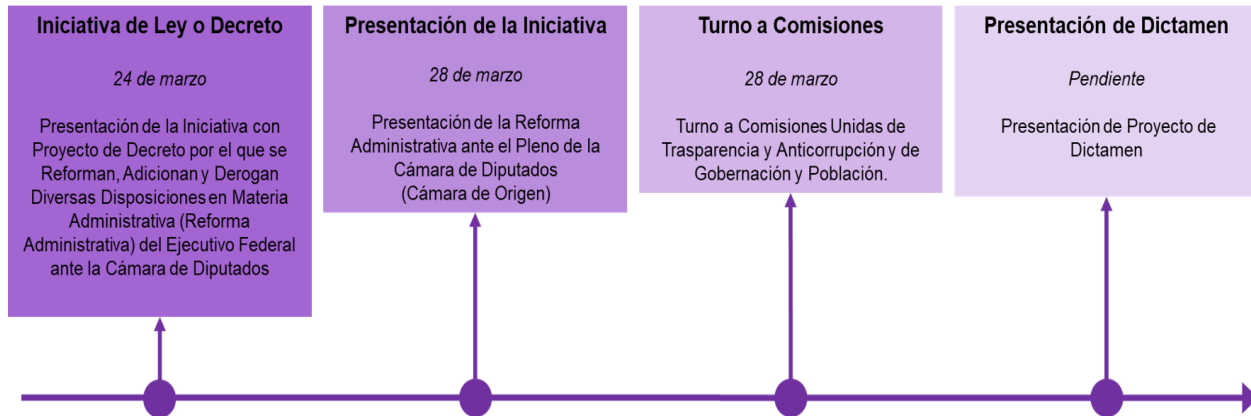 Iniciativa de Ley o Decreto
24 de marzo
Presentación de la Iniciativa con
Proyecto de Decreto por el que se
Reforman, Adicionan y Derogan
Diversas Disposiciones en Materia
Administrativa (Reforma
Administrativa) del Ejecutivo Federal
ante la Cámara de Diputados
Presentación de la Iniciativa
28 de marzo
Presentación de la Reforma
Administrativa ante el Pleno de la
Cámara de Diputados
(Cámara de Origen)
Turno a Comisiones
28 de marzo
Turno a Comisiones Unidas de
Trasparencia y Anticorrupción y de
Gobernación y Población.
Presentación de Dictamen
Pendiente
Presentación de Proyecto de
Dictamen